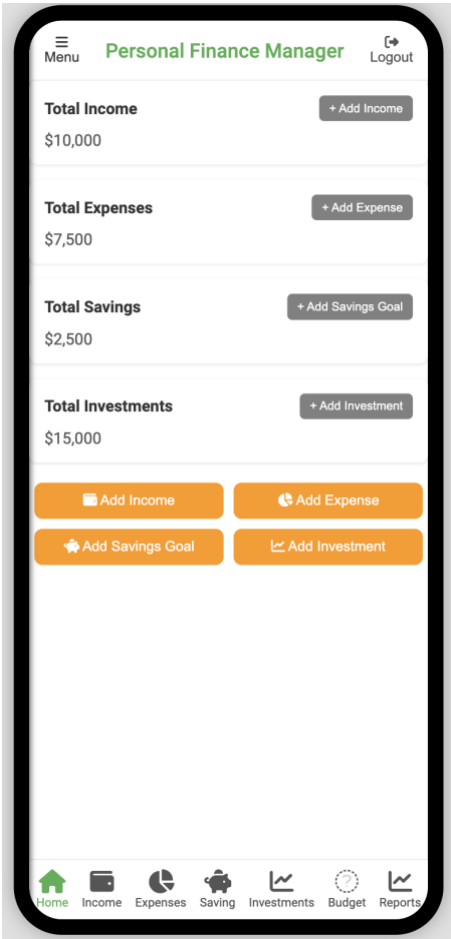 Menu
Personal Finance Manager
Logout
Total Income
+ Add Income
$10,000
Total Expenses
+ Add Expense
$7,500
Total Savings
+ Add Savings Goal
$2,500
Total Investments
+ Add Investment
$15,000
Add Income
Add Expense
Add Savings Goal
Add Investment
?
Home Income Expenses Saving Investments Budget Reports